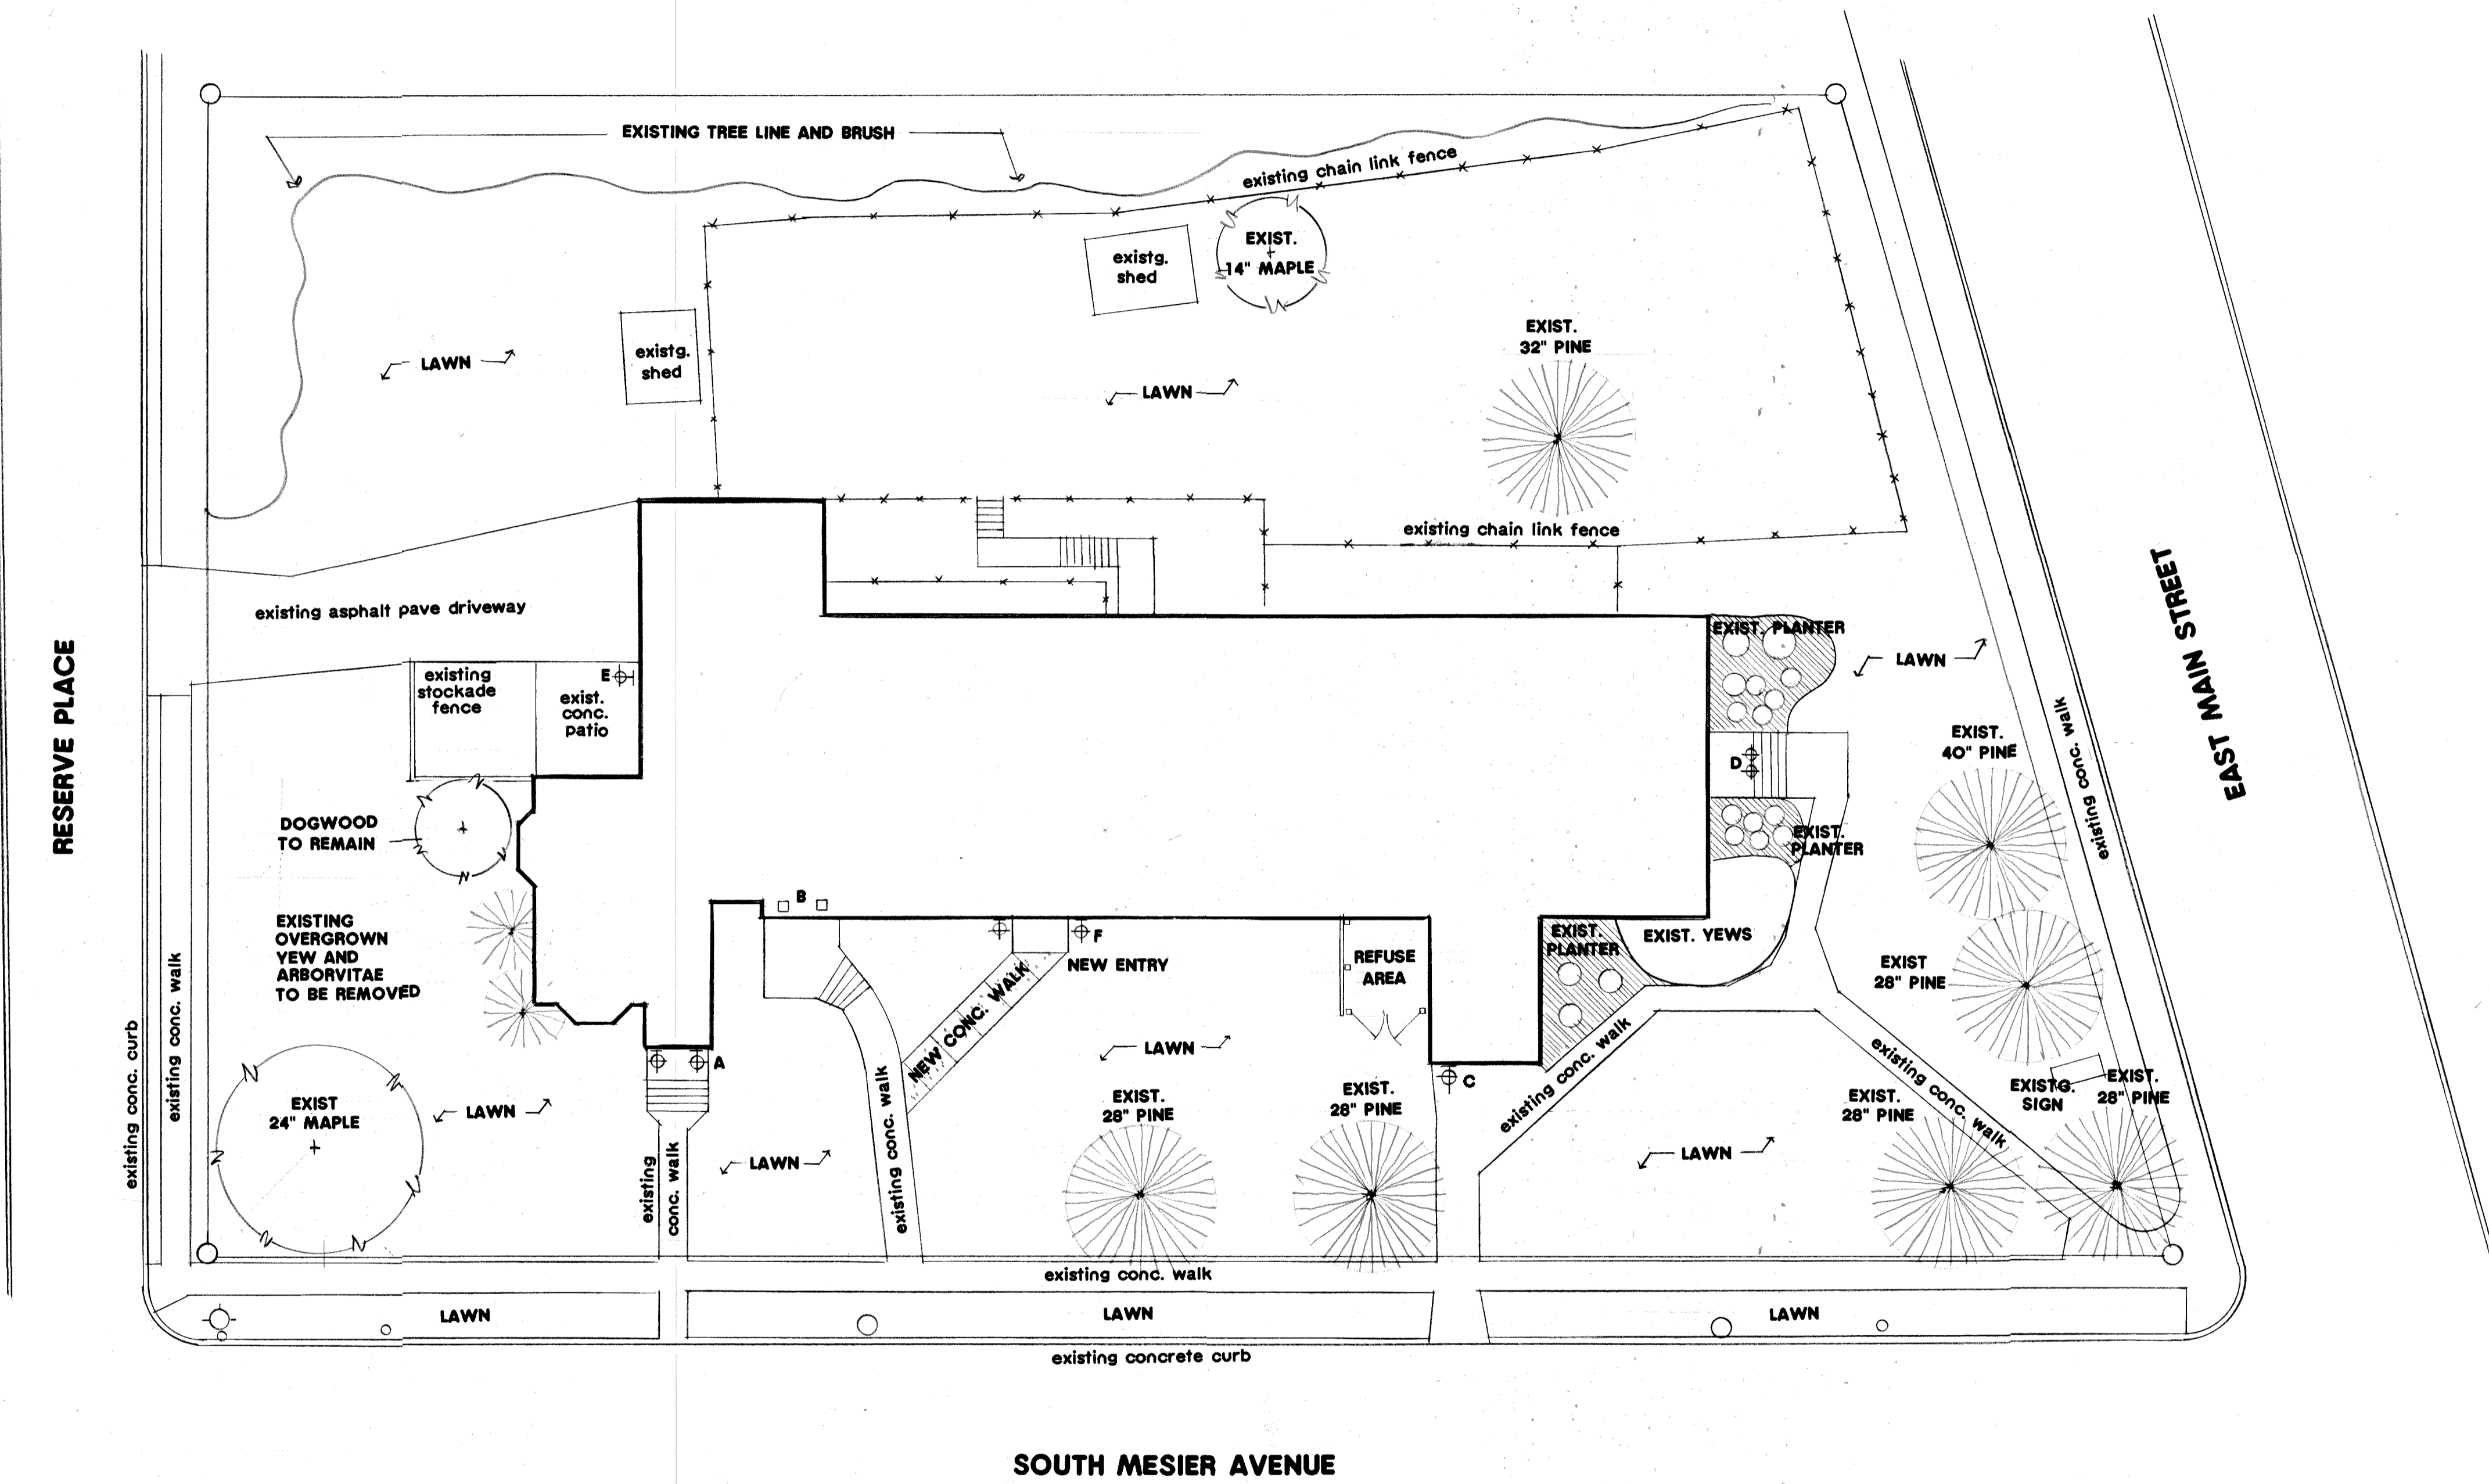 EXISTING TREE LINE AND BRUSH
existing chain link fence
EXIST.
14" MAPLE
existg.
shed
existg.
shed
LAWN
LAWN
EXIST.
32" PINE
existing chain link fence
existing asphalt pave driveway
existing
stockade
fence
E
exist.
conc.
patio
RESERVE PLACE
EAST MAIN STREET
EXIST. PLANTER
LAWN
existing conc. walk
EXIST.
40" PINE
D
EXIST.
PLANTER
DOGWOOD
TO REMAIN
EXISTING
OVERGROWN
YEW AND
ARBORVITAE
TO BE REMOVED
B
F
NEW ENTRY
NEW CONC. WALK
REFUSE
AREA
EXIST.
PLANTER
EXIST. YEWS
EXIST
28" PINE
existing conc. curb
existing conc. walk
EXIST
24" MAPLE
LAWN
A
existing
conc. walk
LAWN
existing conc. walk
LAWN
EXIST.
28" PINE
EXIST.
28" PINE
C
existing conc. walk
LAWN
existing conc. walk
EXIST.
28" PINE
EXISTG.
SIGN
EXIST.
28" PINE
existing conc. walk
LAWN
LAWN
LAWN
existing concrete curb
SOUTH MESIER AVENUE